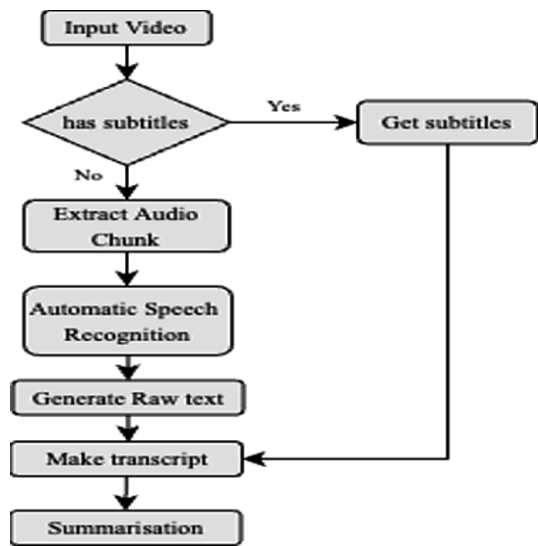 Input Video
has subtitles
Yes
Get subtitles
No
Extract Audio
Chunk
Automatic Speech
Recognition
Generate Raw text
Make transcript
Summarisation